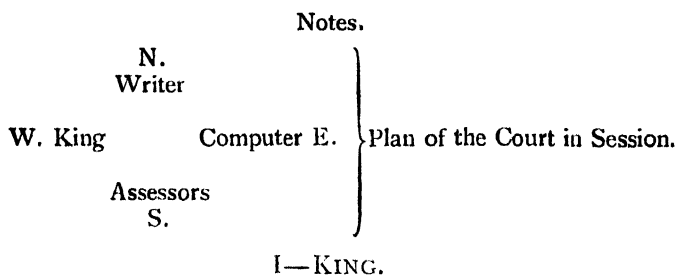 Notes.
N.
Writer
W. King Computer E. Plan of the Court in Session.
Assessors
S.
I—KING.